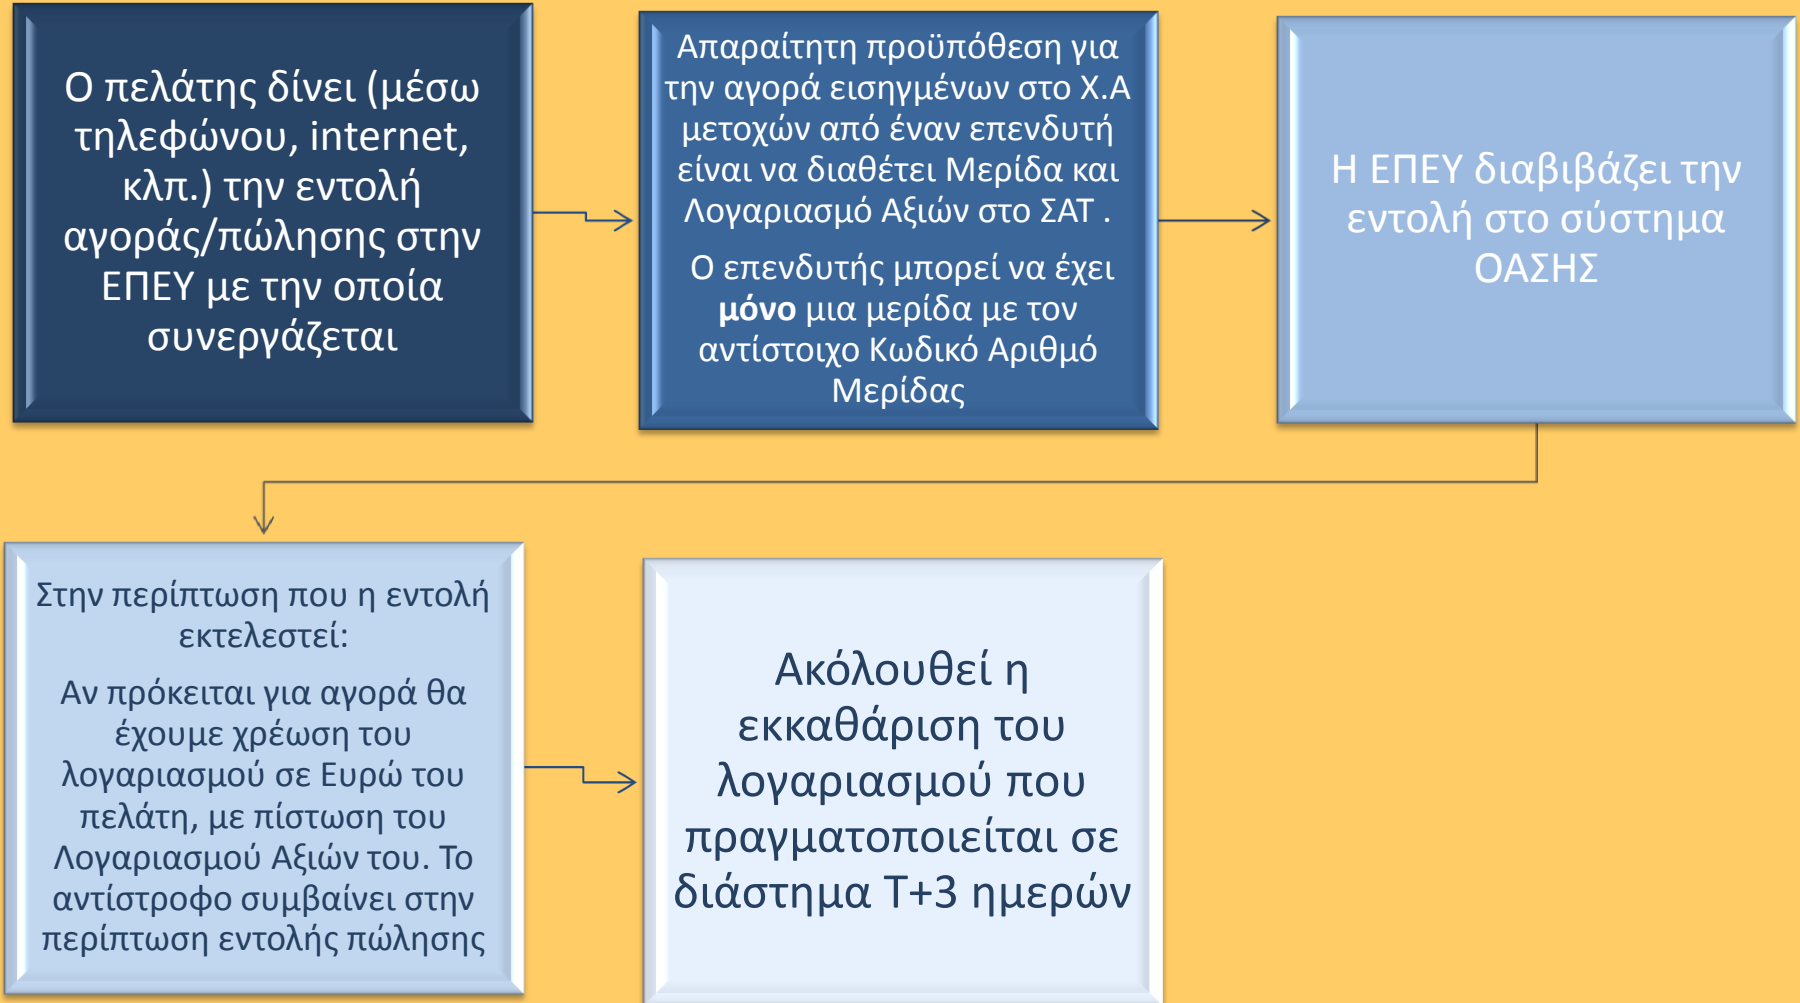 Ο πελάτης δίνει (μέσω
τηλεφώνου, internet,
κλπ.) την εντολή
αγοράς/πώλησης στην
ΕΠΕΥ με την οποία
συνεργάζεται
Απαραίτητη προϋπόθεση για
την αγορά εισηγμένων στο Χ.Α
μετοχών από έναν επενδυτή
είναι να διαθέτει Μερίδα και
Λογαριασμό Αξιών στο ΣΑΤ .
Ο επενδυτής μπορεί να έχει
μόνο μια μερίδα με τον
αντίστοιχο Κωδικό Αριθμό
Μερίδας
Η ΕΠΕΥ διαβιβάζει την
εντολή στο σύστημα
ΟΑΣΗΣ
Στην περίπτωση που η εντολή
εκτελεστεί:
Αν πρόκειται για αγορά θα
έχουμε χρέωση του
λογαριασμού σε Ευρώ του
πελάτη, με πίστωση του
Λογαριασμού Αξιών του. Το
αντίστροφο συμβαίνει στην
περίπτωση εντολής πώλησης
Ακόλουθεί η
εκκαθάριση του
λογαριασμού που
πραγματοποιείται σε
διάστημα Τ+3 ημερών